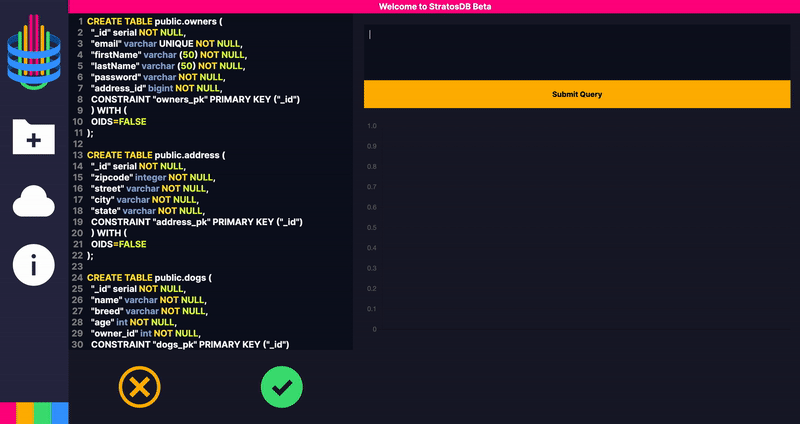 Welcome to StratosDB Beta
1 CREATE TABLE public.owners (
2 "_id" serial NOT NULL,
3 "email" varchar UNIQUE NOT NULL,
4 "firstName" varchar (50) NOT NULL,
5 "lastName" varchar (50) NOT NULL,
6 "password" varchar NOT NULL,
7 "address_id" bigint NOT NULL,
8 CONSTRAINT "owners_pk" PRIMARY KEY ("_id")
9 ) WITH (
10 OIDS=FALSE
11 );
12
13 CREATE TABLE public.address (
14 "_id" serial NOT NULL,
15 "zipcode" integer NOT NULL,
16 "street" varchar NOT NULL,
17 "city" varchar NOT NULL,
18 "state" varchar NOT NULL,
19 CONSTRAINT "address_pk" PRIMARY KEY ("_id")
20 ) WITH (
21 OIDS=FALSE
22 );
23
24 CREATE TABLE public.dogs (
25 "_id" serial NOT NULL,
26 "name" varchar NOT NULL,
27 "breed" varchar NOT NULL,
28 "age" int NOT NULL,
29 "owner_id" int NOT NULL,
30 CONSTRAINT "dogs_pk" PRIMARY KEY ("_id")
Submit Query
1.0
0.9
0.8
0.7
0.6
0.5
0.4
0.3
0.2
0.1
0